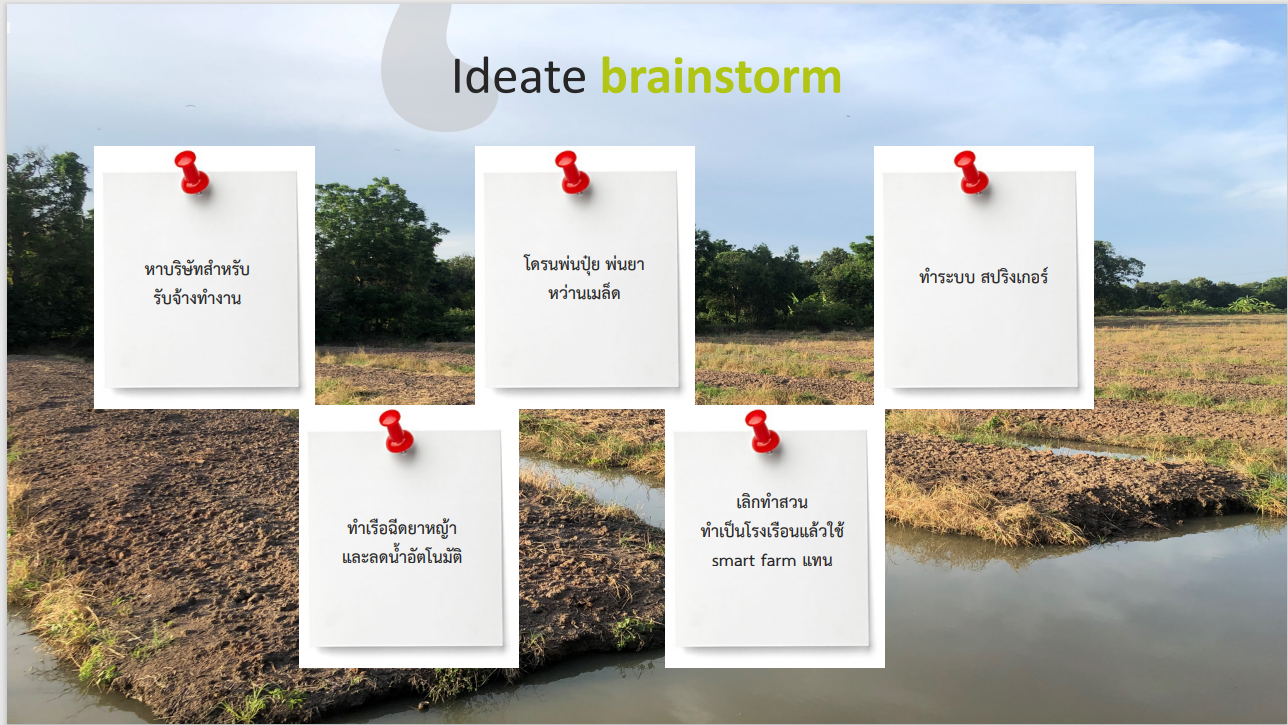 Ideate brainstorm
หาบริษัทสำหรับ
รับจ้างทำงาน
โดรนพ่นปุ๋ย พ่นยา
หว่านเมล็ด
ทำระบบ สปริงเกอร์
ทำเรือฉีดยาหญ้า
และลดน้ำอัตโนมัติ
เลิกทำสวน
ทำเป็นโรงเรือนแล้วใช้
smart farm แทน